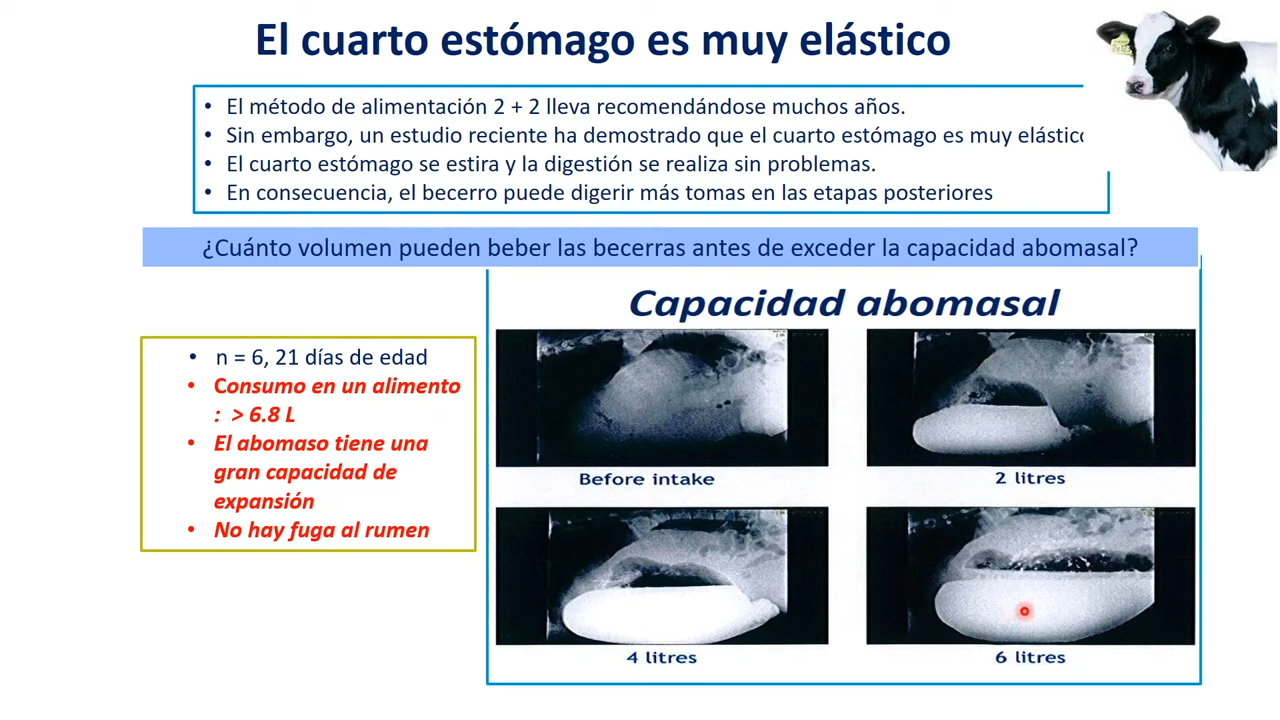 El cuarto estómago es muy elástico
• El método de alimentación 2 + 2 lleva recomendándose muchos años.
• Sin embargo, un estudio reciente ha demostrado que el cuarto estómago es muy elástico
• El cuarto estómago se estira y la digestión se realiza sin problemas.
• En consecuencia, el becerro puede digerir más tomas en las etapas posteriores
¿Cuánto volumen pueden beber las becerras antes de exceder la capacidad abomasal?
• n = 6, 21 días de edad
• Consumo en un alimento
: > 6.8 L
• El abomaso tiene una
gran capacidad de
expansión
• No hay fuga al rumen
Capacidad abomasal
Before intake
2 litres
4 litres
6 litres